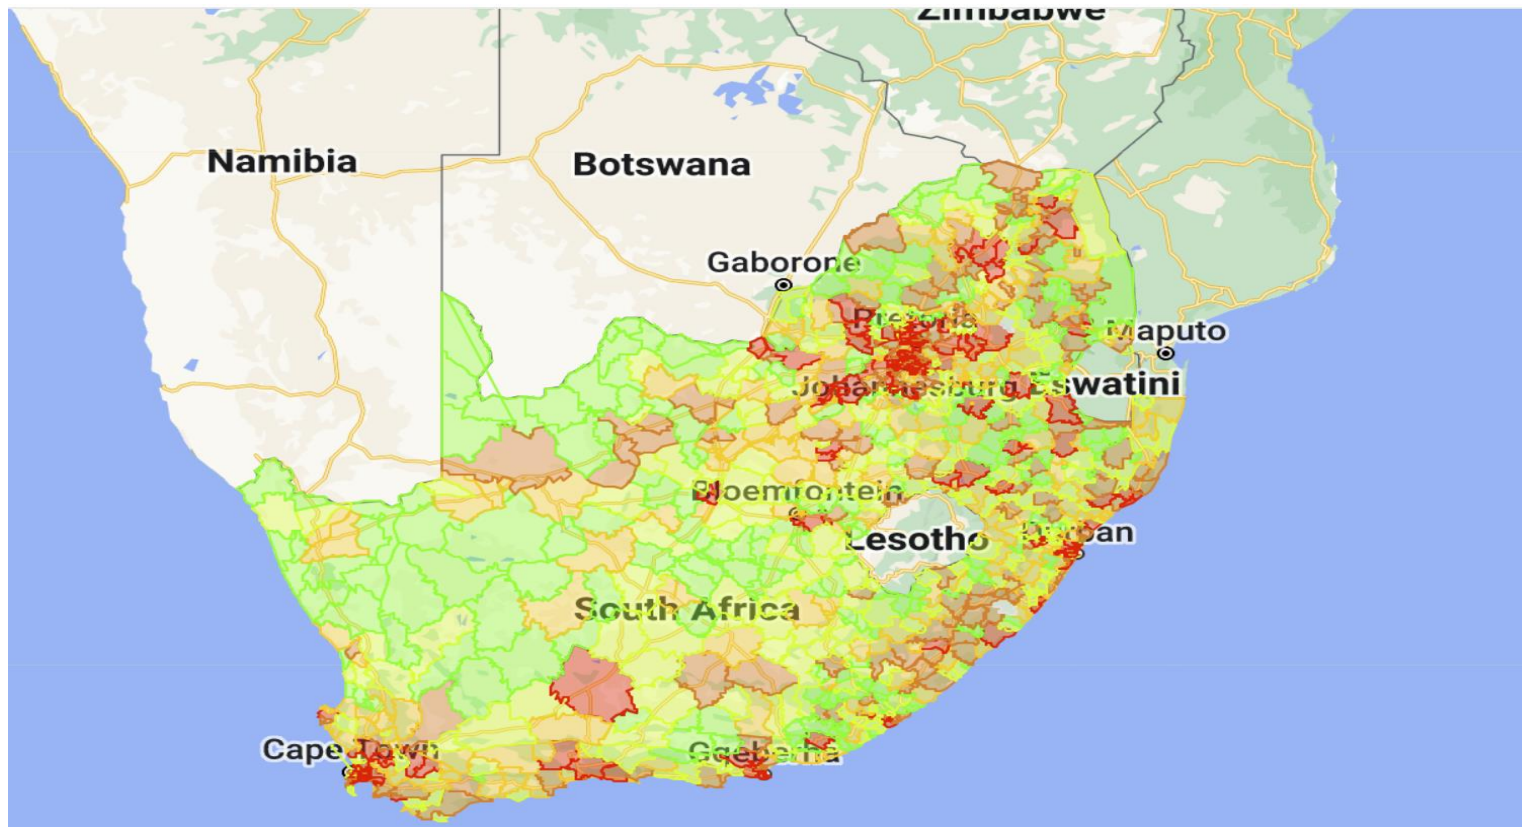 Zimbabwe
Namibia
Botswana
Gaborone
Pretoria
Maputo
Johannesburg
Eswatini
Bloemfontein
Lesotho
Durban
South Africa
Cape Town
Gqeberha